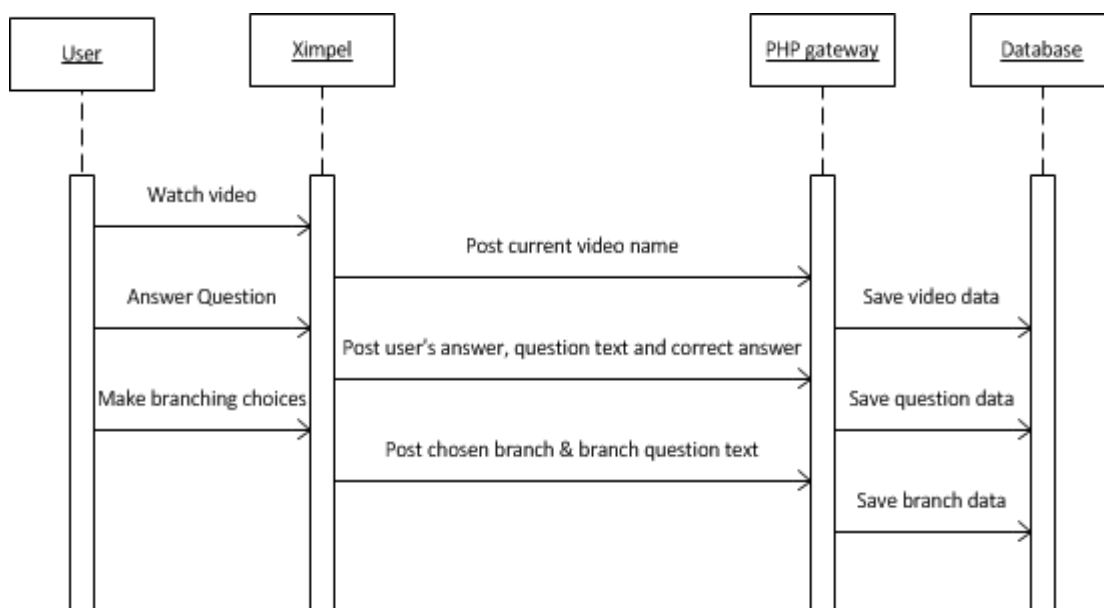 User
Ximpel
PHP gateway
Database
Watch video
Post current video name
Answer Question
Save video data
Post user's answer, question text and correct answer
Make branching choices
Save question data
Post chosen branch & branch question text
Save branch data